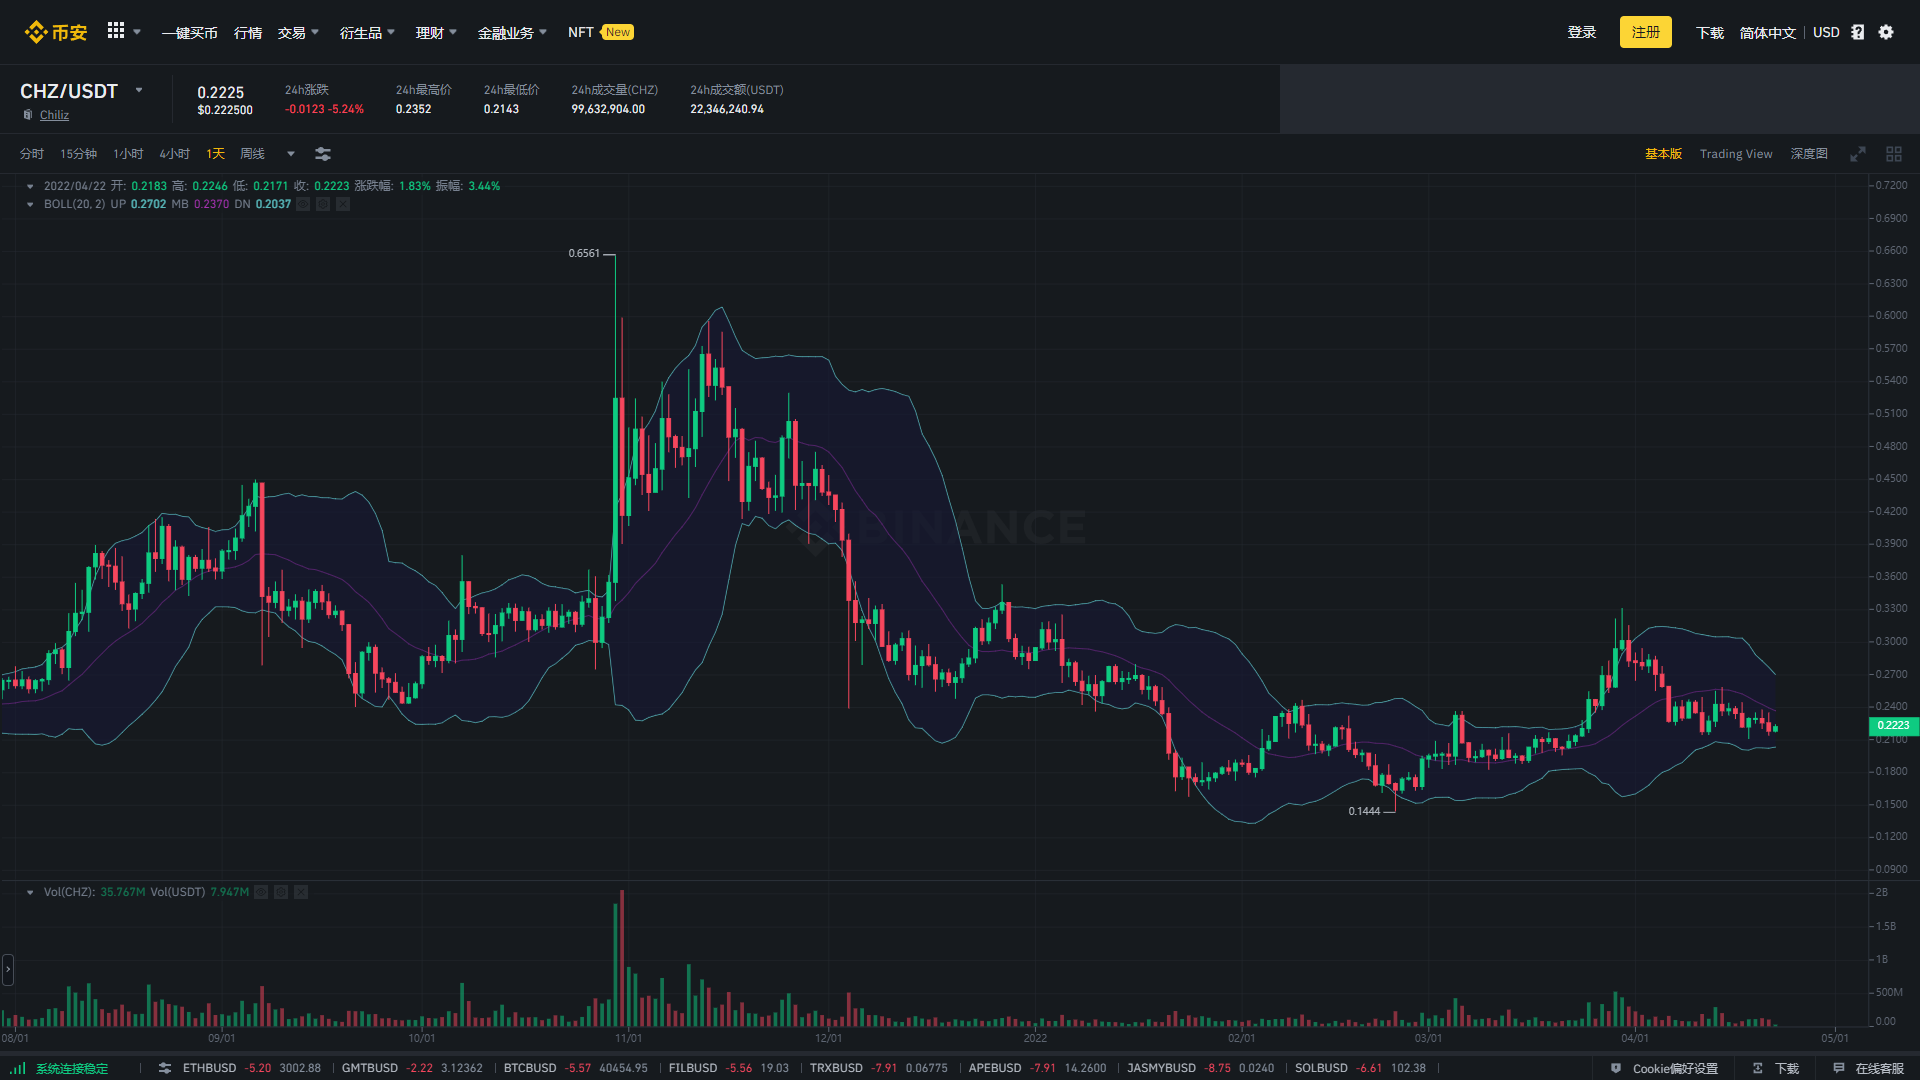 币安 一键买币 行情 交易 衍生品 理财 金融业务 NFT New 登录 注册 下载 简体中文 USD
CHZ/USDT 0.2225 24h涨跌 24h最高价 24h最低价 24h成交量(CHZ) 24h成交额(USDT)
Chiliz $0.222500 -0.0123 -5.24% 0.2352 0.2143 99,632,904.00 22,346,240.94
分时 15分钟 1小时 4小时 1天 周线 基本版 Trading View 深度图
2022/04/22 开: 0.2183 高: 0.2246 低: 0.2171 收: 0.2223 涨跌幅: 1.83% 振幅: 3.44%
BOLL(20, 2) UP 0.2702 MB 0.2370 DN 0.2037
0.7200
0.6900
0.6561
0.6600
0.6300
0.6000
0.5700
0.5400
0.5100
0.4800
0.4500
0.4200
BINANCE
0.3900
0.3600
0.3300
0.3000
0.2700
0.2400
0.2223
0.2100
0.1800
0.1500
0.1444
0.1200
0.0900
Vol(CHZ): 35.767M Vol(USDT) 7.947M
2B
1.5B
1B
500M
0.00
08/01 09/01 10/01 11/01 12/01 2022 02/01 03/01 04/01 05/01
系统连接稳定 ETHBUSD -5.20 3002.88 GMTBUSD -2.22 3.12362 BTCBUSD -5.57 40454.95 FILBUSD -5.56 19.03 TRXBUSD -7.91 0.06775 APEBUSD -7.91 14.2600 JASMYBUSD -8.75 0.0240 SOLBUSD -6.61 102.38 Cookie偏好设置 下载 在线客服